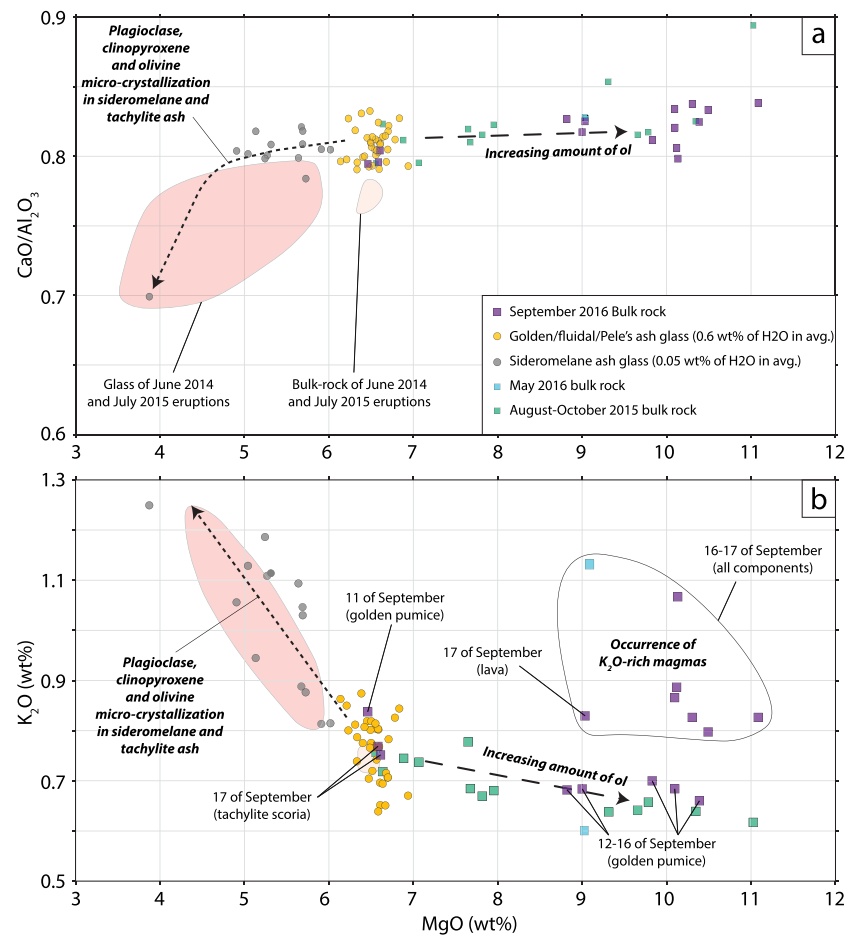 0.9
a
Plagioclase,
clinopyroxene
and olivine
micro-crystallization
in sideromelane and
tachylite ash
0.8
Increasing amount of ol
CaO/Al2O3
0.7
September 2016 Bulk rock
Golden/fluidal/Pele's ash glass (0.6 wt% of H2O in avg.)
Sideromelane ash glass (0.05 wt% of H2O in avg.)
May 2016 bulk rock
August-October 2015 bulk rock
Glass of June 2014
and July 2015 eruptions
Bulk-rock of June 2014
and July 2015 eruptions
0.6
3 4 5 6 7 8 9 10 11 12
1.3
b
16-17 of September
(all components)
1.1
11 of September
(golden pumice)
Occurrence of
K2O-rich magmas
17 of September
(lava)
K2O (wt%)
0.9
Plagioclase,
clinopyroxene
and olivine
micro-crystallization
in sideromelane and
tachylite ash
Increasing amount of ol
0.7
17 of September
(tachylite scoria)
12-16 of September
(golden pumice)
0.5
3 4 5 6 7 8 9 10 11 12
MgO (wt%)